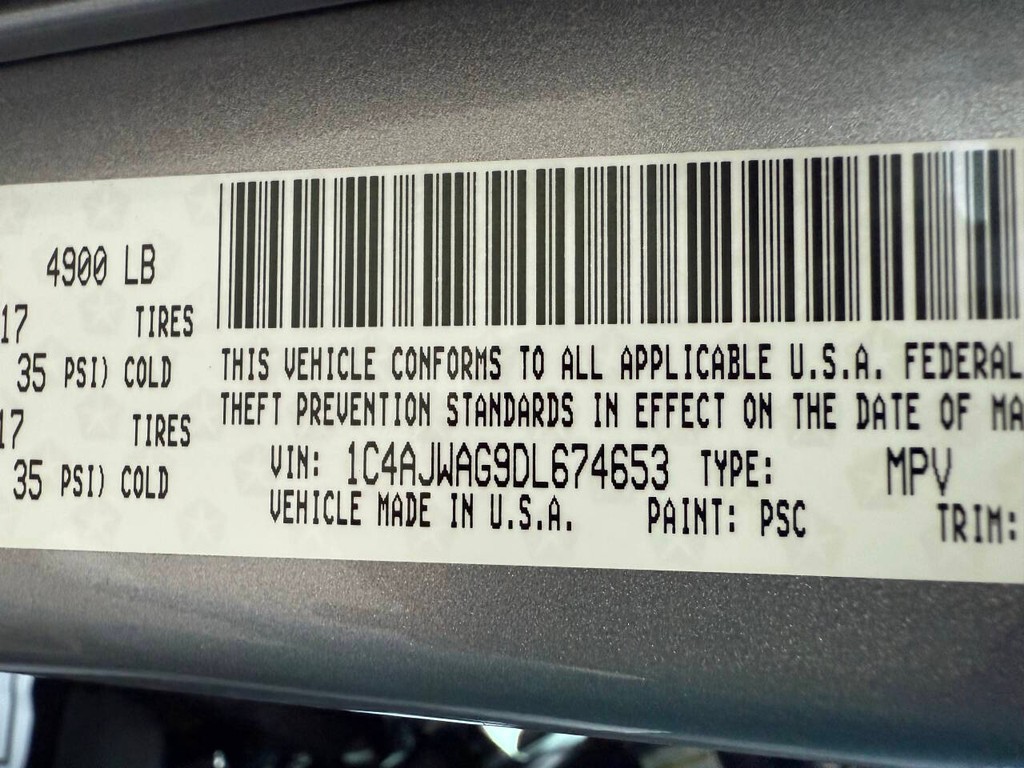 4900 LB
17 TIRES
35 PSI) COLD
17 TIRES
35 PSI) COLD
THIS VEHICLE CONFORMS TO ALL APPLICABLE U.S.A. FEDERAL
THEFT PREVENTION STANDARDS IN EFFECT ON THE DATE OF MA
VIN: 1C4AJWAG9DL674653 TYPE: MPV
VEHICLE MADE IN U.S.A. PAINT: PSC TRIM: